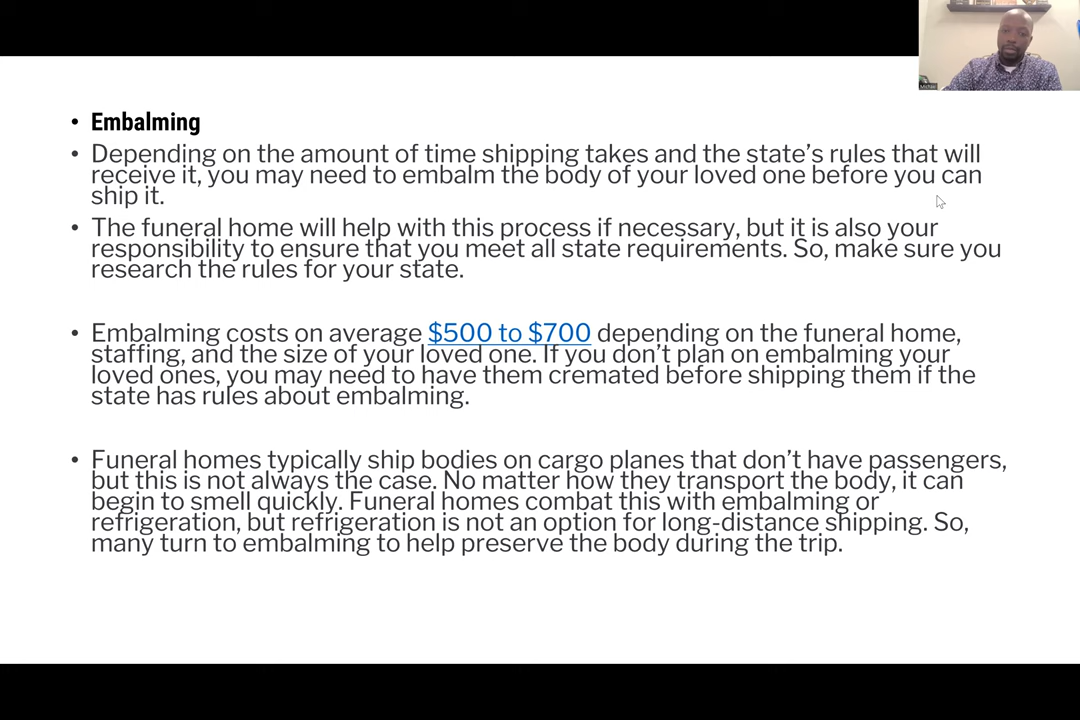 Michael
• Embalming
• Depending on the amount of time shipping takes and the state’s rules that will
receive it, you may need to embalm the body of your loved one before you can
ship it.
• The funeral home will help with this process if necessary, but it is also your
responsibility to ensure that you meet all state requirements. So, make sure you
research the rules for your state.
• Embalming costs on average $500 to $700 depending on the funeral home,
staffing, and the size of your loved one. If you don’t plan on embalming your
loved ones, you may need to have them cremated before shipping them if the
state has rules about embalming.
• Funeral homes typically ship bodies on cargo planes that don’t have passengers,
but this is not always the case. No matter how they transport the body, it can
begin to smell quickly. Funeral homes combat this with embalming or
refrigeration, but refrigeration is not an option for long-distance shipping. So,
many turn to embalming to help preserve the body during the trip.